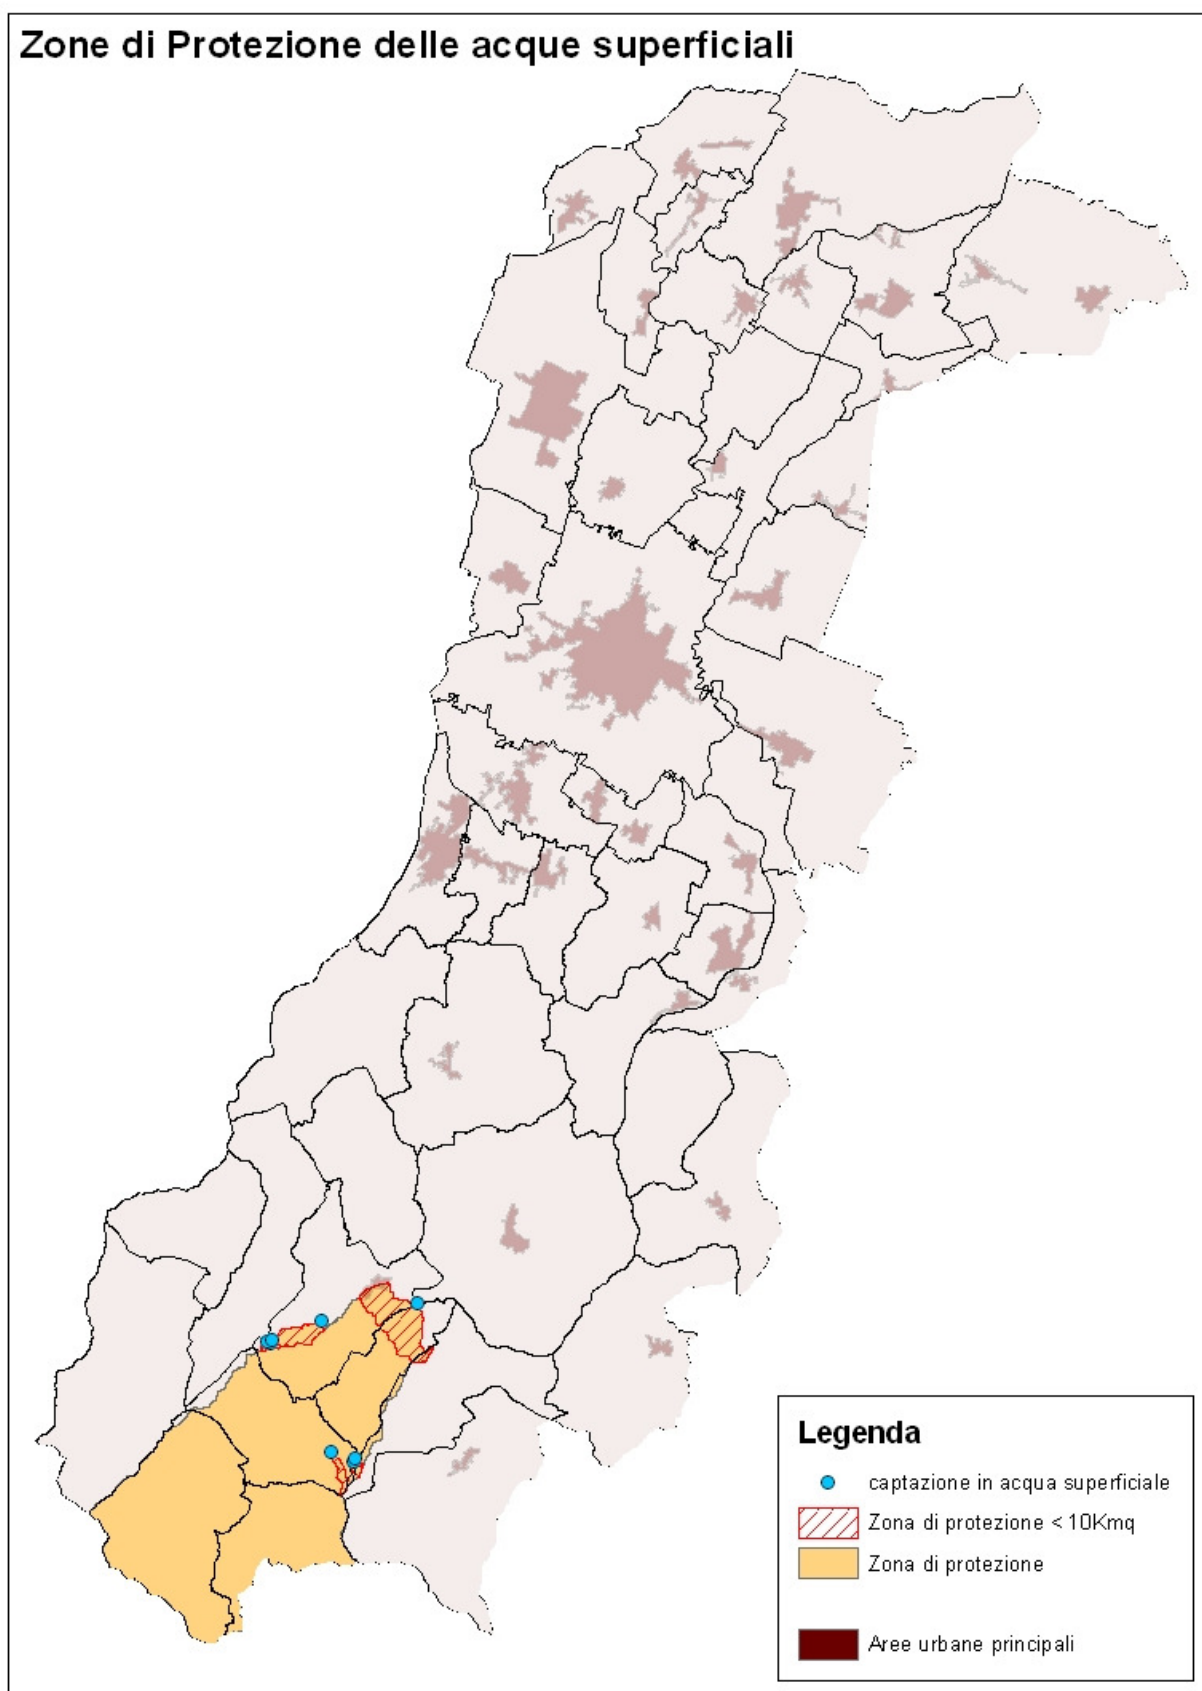 Zone di Protezione delle acque superficiali
Legenda
captazione in acqua superficiale
Zona di protezione < 10Kmq
Zona di protezione
Aree urbane principali